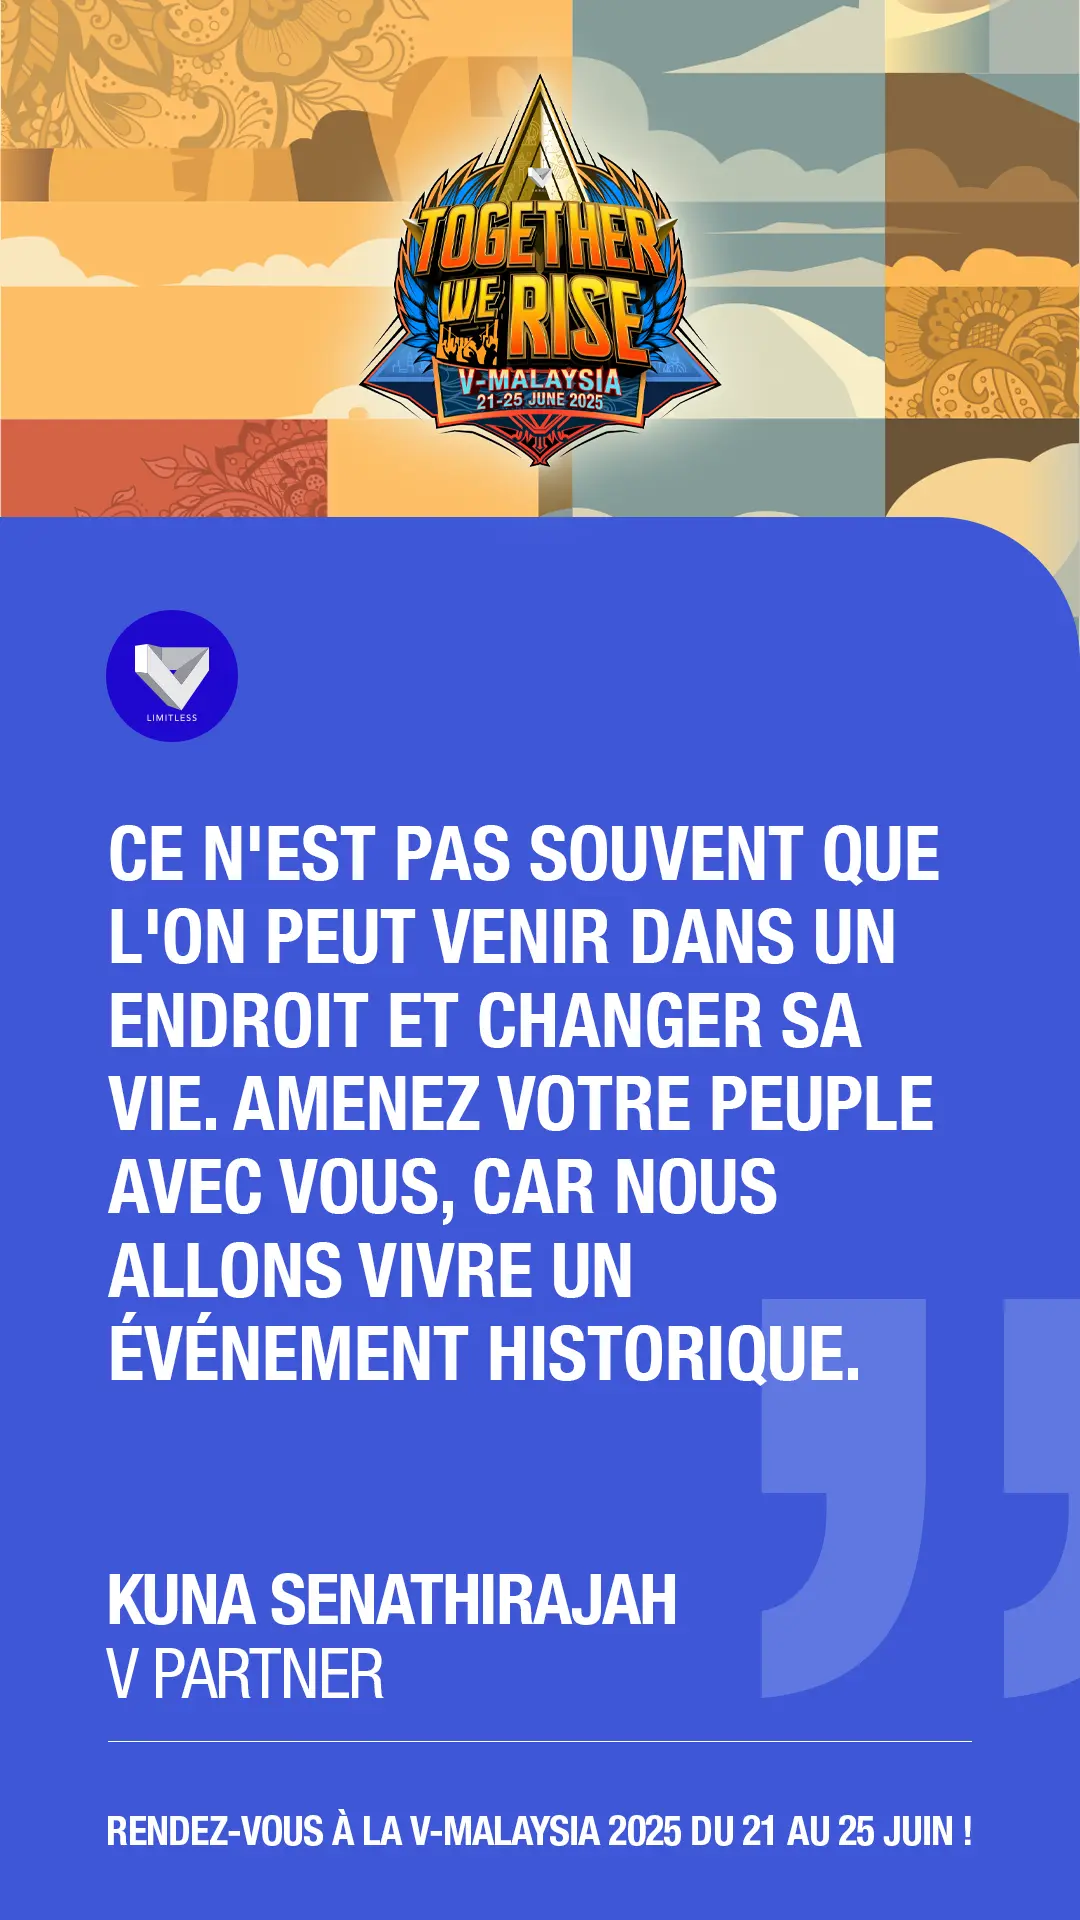 TOGETHER
WE RISE
V-MALAYSIA
21-25 JUNE 2025
LIMITLESS
CE N'EST PAS SOUVENT QUE
L'ON PEUT VENIR DANS UN
ENDROIT ET CHANGER SA
VIE. AMENEZ VOTRE PEUPLE
AVEC VOUS, CAR NOUS
ALLONS VIVRE UN
ÉVÉNEMENT HISTORIQUE.
KUNA SENATHIRAJAH
V PARTNER
RENDEZ-VOUS À LA V-MALAYSIA 2025 DU 21 AU 25 JUIN !